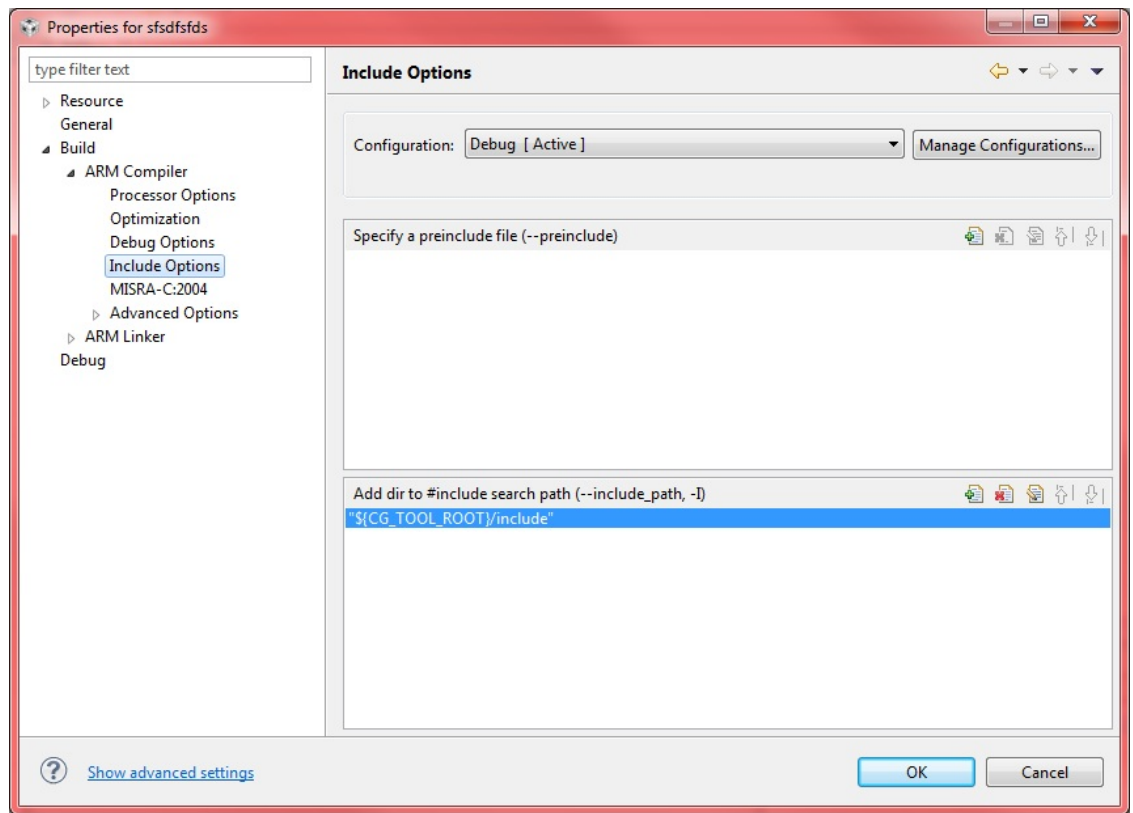 Properties for sfsdfsfds
type filter text
Resource
General
Build
ARM Compiler
Processor Options
Optimization
Debug Options
Include Options
MISRA-C:2004
Advanced Options
ARM Linker
Debug
Include Options
Configuration: Debug [ Active ] Manage Configurations...
Specify a preinclude file (--preinclude)
Add dir to #include search path (--include_path, -I)
"${CG_TOOL_ROOT}/include"
Show advanced settings
OK Cancel